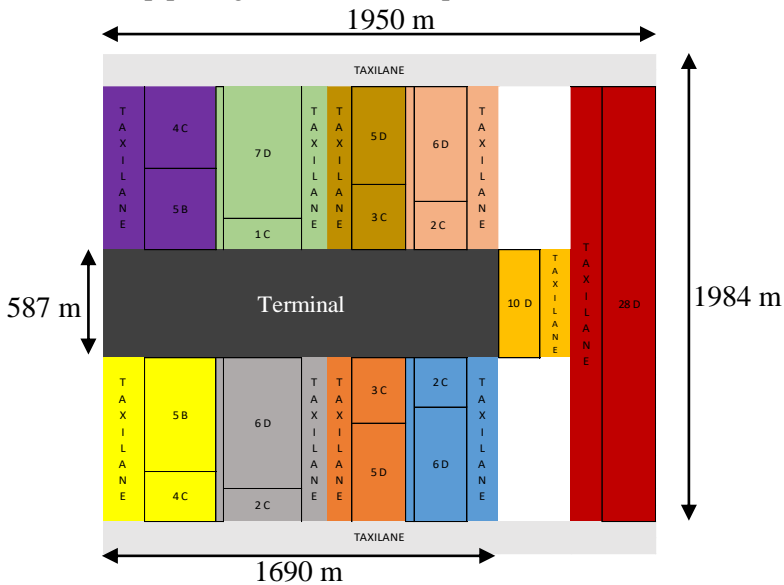 1950 m
TAXILANE
TAXILANE
4 C
5 B
7 D
1 C
TAXILANE
TAXILANE
5 D
3 C
6 D
2 C
TAXILANE
587 m
Terminal
10 D
TAXILANE
TAXILANE
28 D
1984 m
TAXILANE
5 B
4 C
6 D
2 C
TAXILANE
TAXILANE
3 C
5 D
2 C
6 D
TAXILANE
TAXILANE
1690 m